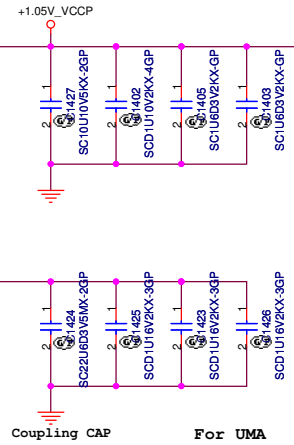 +1.05V_VCCP
1
2
C1427
SC10U10V5KX-2GP
1
2
C1402
SCD1U10V2KX-4GP
1
2
C1405
SC1U6D3V2KX-GP
1
2
C1403
SC1U6D3V2KX-GP
1
2
C1424
SC22U6D3V5MX-2GP
1
2
C1425
SCD1U16V2KX-3GP
1
2
C1423
SCD1U16V2KX-3GP
1
2
C1426
SCD1U16V2KX-3GP
Coupling CAP
For UMA